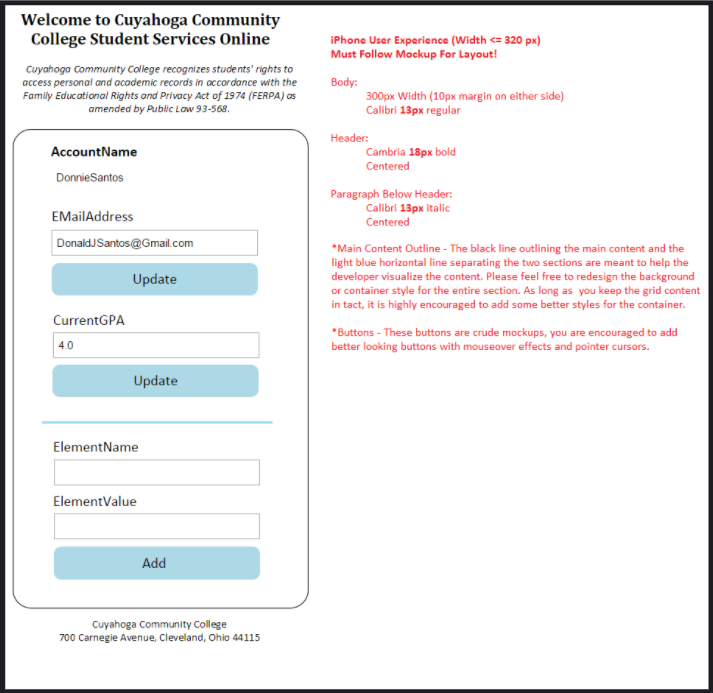 Welcome to Cuyahoga Community
College Student Services Online
Cuyahoga Community College recognizes students' rights to
access personal and academic records in accordance with the
Family Educational Rights and Privacy Act of 1974 (FERPA) as
amended by Public Law 93-568.
AccountName
DonnieSantos
EMailAddress
DonaldJSantos@Gmail.com
Update
CurrentGPA
4.0
Update
ElementName
ElementValue
Add
Cuyahoga Community College
700 Carnegie Avenue, Cleveland, Ohio 44115
iPhone User Experience (Width <= 320 px)
Must Follow Mockup For Layout!
Body:
300px Width (10px margin on either side)
Calibri 13px regular
Header:
Cambria 18px bold
Centered
Paragraph Below Header:
Calibri 13px italic
Centered
*Main Content Outline - The black line outlining the main content and the
light blue horizontal line separating the two sections are meant to help the
developer visualize the content. Please feel free to redesign the background
or container style for the entire section. As long as you keep the grid content
in tact, it is highly encouraged to add some better styles for the container.
*Buttons - These buttons are crude mockups, you are encouraged to add
better looking buttons with mouseover effects and pointer cursors.